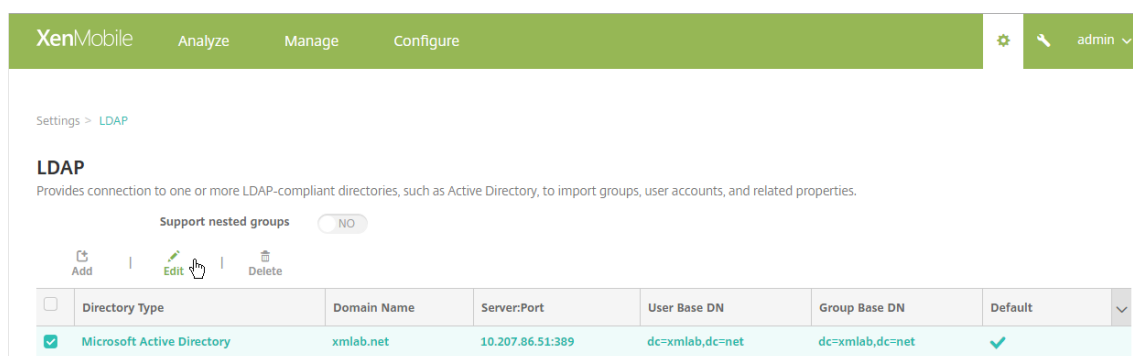 XenMobile Analyze Manage Configure admin
Settings > LDAP
LDAP
Provides connection to one or more LDAP-compliant directories, such as Active Directory, to import groups, user accounts, and related properties.
Support nested groups NO
Add | Edit | Delete
Directory Type Domain Name Server:Port User Base DN Group Base DN Default
Microsoft Active Directory xmlab.net 10.207.86.51:389 dc=xmlab,dc=net dc=xmlab,dc=net